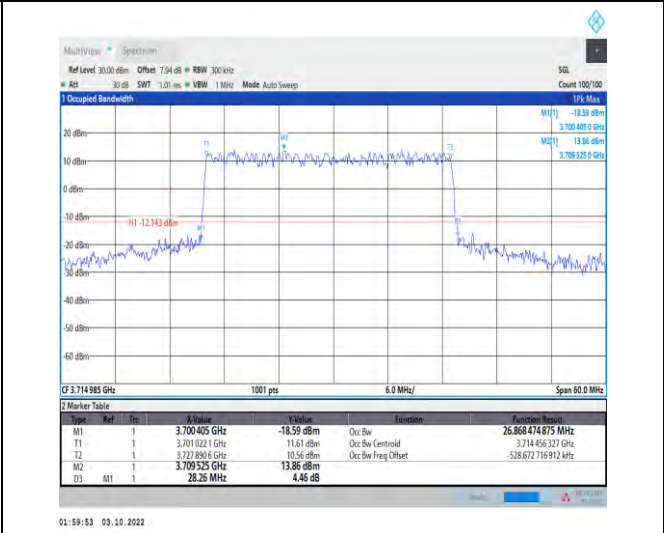 MultiView Spectrum
Ref Level 30.00 dBm Offset 7.94 dB RBW 300 kHz SGL
Att 30 dB SWT 1.01 ms VBW 1 MHz Mode Auto Sweep Count 100/100
1 Occupied Bandwidth 1Pk Max
M1[1] -18.59 dBm
3.700 405 0 GHz
M2[1] 13.86 dBm
3.709 525 0 GHz
20 dBm
T1 M2 T2
10 dBm
0 dBm
-10 dBm
H1 -12.143 dBm
M1
-20 dBm
-30 dBm
-40 dBm
-50 dBm
-60 dBm
CF 3.714 985 GHz 1001 pts 6.0 MHz/ Span 60.0 MHz
2 Marker Table
Type Ref Trc X-Value Y-Value Function Function Result
M1 1 3.700 405 GHz -18.59 dBm Occ Bw 26.868 474 875 MHz
T1 1 3.701 022 1 GHz 11.61 dBm Occ Bw Centroid 3.714 456 327 GHz
T2 1 3.727 890 6 GHz 10.56 dBm Occ Bw Freq Offset -528.672 716 912 kHz
M2 1 3.709 525 GHz 13.86 dBm
D3 M1 1 28.26 MHz 4.46 dB
01:59:53 03.10.2022